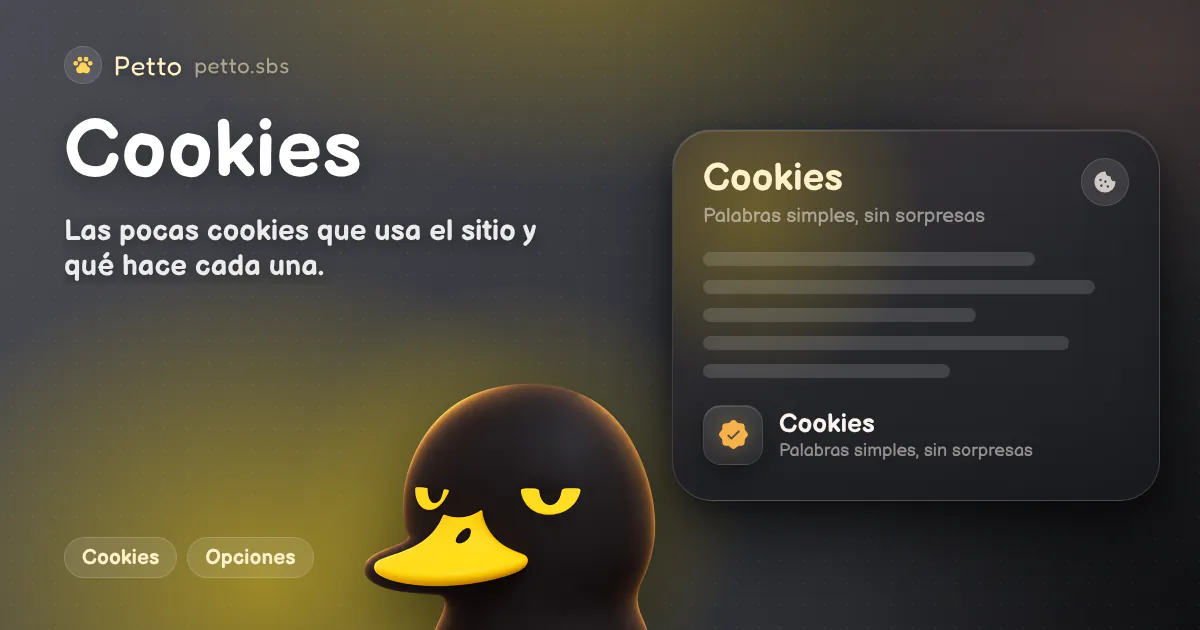 Petto petto.sbs
Cookies
Las pocas cookies que usa el sitio y
qué hace cada una.
Cookies Opciones
Cookies
Palabras simples, sin sorpresas
Cookies
Palabras simples, sin sorpresas